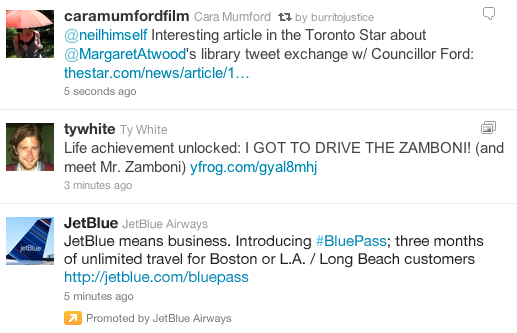 caramumfordfilm Cara Mumford by burritojustice
@neilhimself Interesting article in the Toronto Star about
@MargaretAtwood's library tweet exchange w/ Councillor Ford:
thestar.com/news/article/1…
5 seconds ago
tywhite Ty White
Life achievement unlocked: I GOT TO DRIVE THE ZAMBONI! (and
meet Mr. Zamboni) yfrog.com/gyal8mhj
3 minutes ago
jetBlue
JetBlue JetBlue Airways
JetBlue means business. Introducing #BluePass; three months
of unlimited travel for Boston or L.A. / Long Beach customers
http://jetblue.com/bluepass
5 minutes ago
Promoted by JetBlue Airways